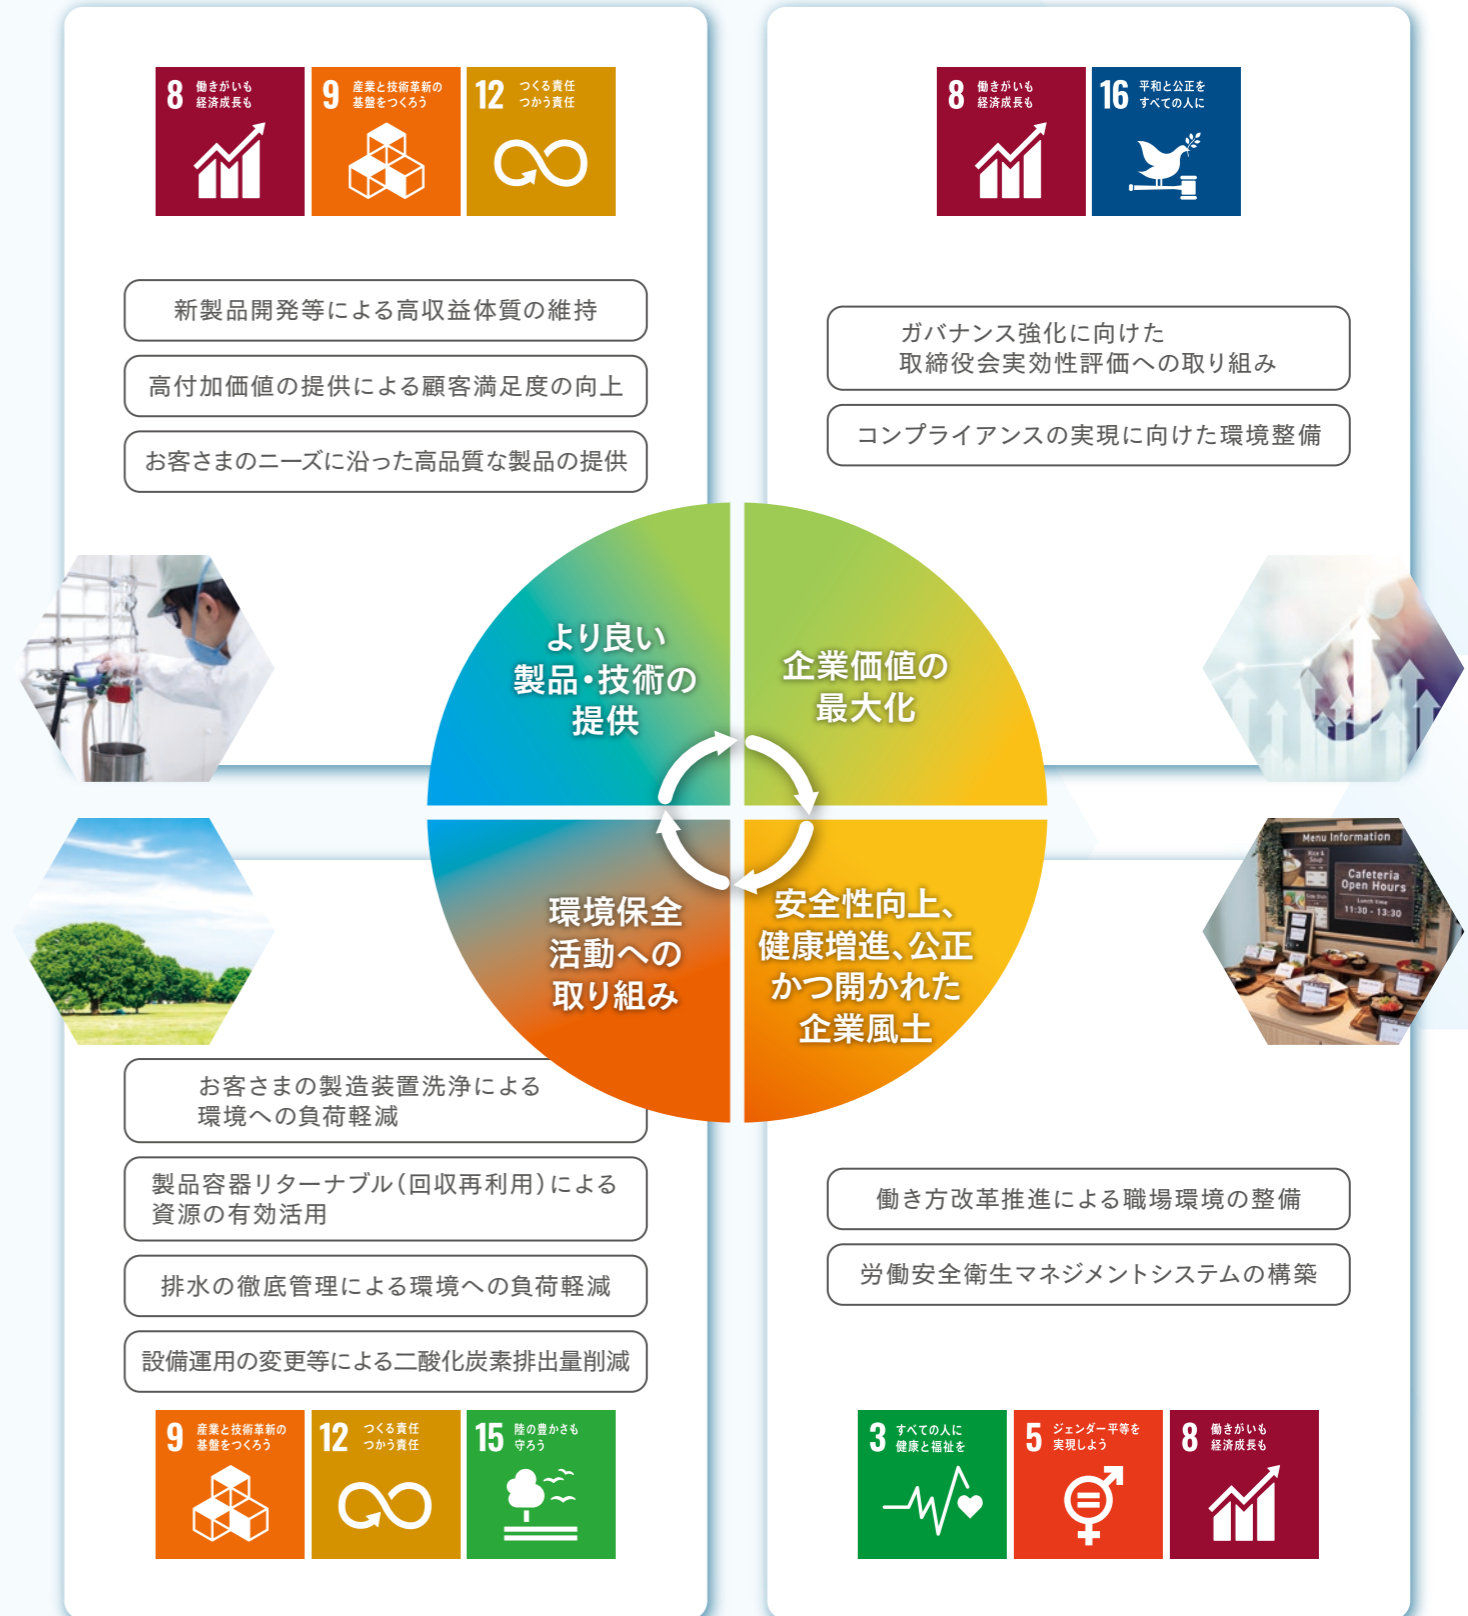 8 働きがいも
経済成長も
9 産業と技術革新の
基盤をつくろう
12 つくる責任
つかう責任
新製品開発等による高収益体質の維持
高付加価値の提供による顧客満足度の向上
お客さまのニーズに沿った高品質な製品の提供
8 働きがいも
経済成長も
16 平和と公正を
すべての人に
ガバナンス強化に向けた
取締役会実効性評価への取り組み
コンプライアンスの実現に向けた環境整備
より良い
製品・技術の
提供
企業価値の
最大化
環境保全
活動への
取り組み
安全性向上、
健康増進、公正
かつ開かれた
企業風土
Menu Information
Rice &
Soup
Cafeteria
Open Hours
Lunch time
11:30 - 13:30
お客さまの製造装置洗浄による
環境への負荷軽減
製品容器リターナブル(回収再利用)による
資源の有効活用
排水の徹底管理による環境への負荷軽減
設備運用の変更等による二酸化炭素排出量削減
9 産業と技術革新の
基盤をつくろう
12 つくる責任
つかう責任
15 陸の豊かさも
守ろう
働き方改革推進による職場環境の整備
労働安全衛生マネジメントシステムの構築
3 すべての人に
健康と福祉を
5 ジェンダー平等を
実現しよう
8 働きがいも
経済成長も